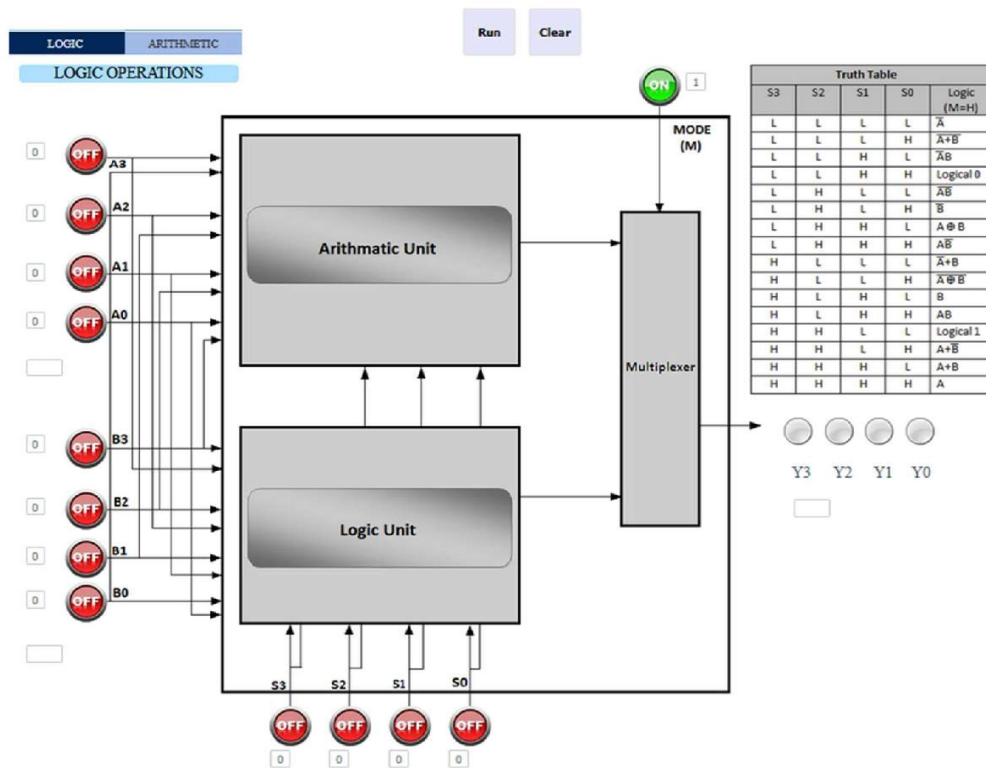 Run Clear
LOGIC ARITHMETIC
LOGIC OPERATIONS
ON 1
MODE
(M)
Truth Table
S3 S2 S1 S0 Logic
(M=H)
L L L L A̅
L L L H A̅+̅B̅
L L H L A̅B
L L H H Logical 0
L H L L A̅B̅
L H L H B̅
L H H L A⊕B
L H H H AB̅
H L L L A̅+B
H L L H A̅⊕̅B̅
H L H L B
H L H H AB
H H L L Logical 1
H H L H A+B̅
H H H L A+B
H H H H A
0 OFF A3
0 OFF A2
0 OFF A1
0 OFF A0
0 OFF B3
0 OFF B2
0 OFF B1
0 OFF B0
Arithmatic Unit
Logic Unit
Multiplexer
Y3 Y2 Y1 Y0
S3 S2 S1 S0
OFF OFF OFF OFF
0 0 0 0